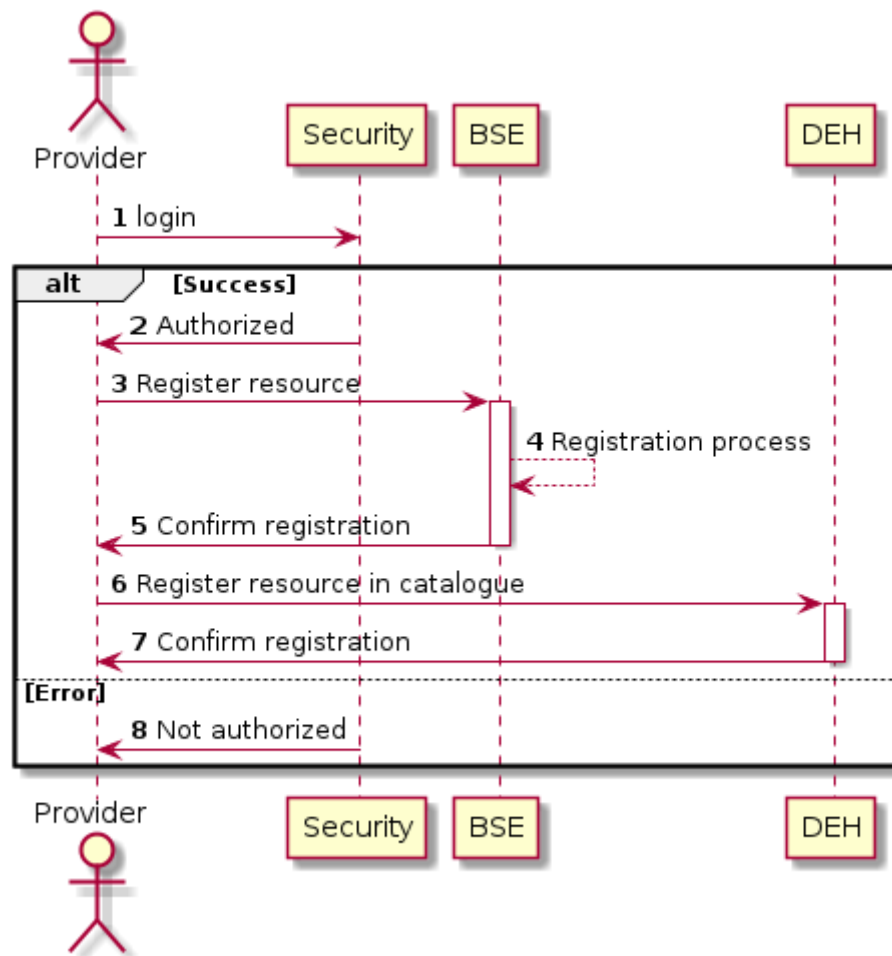 Provider
Security
BSE
DEH
1 login
alt
[Success]
2 Authorized
3 Register resource
4 Registration process
5 Confirm registration
6 Register resource in catalogue
7 Confirm registration
[Error]
8 Not authorized
Provider
Security
BSE
DEH